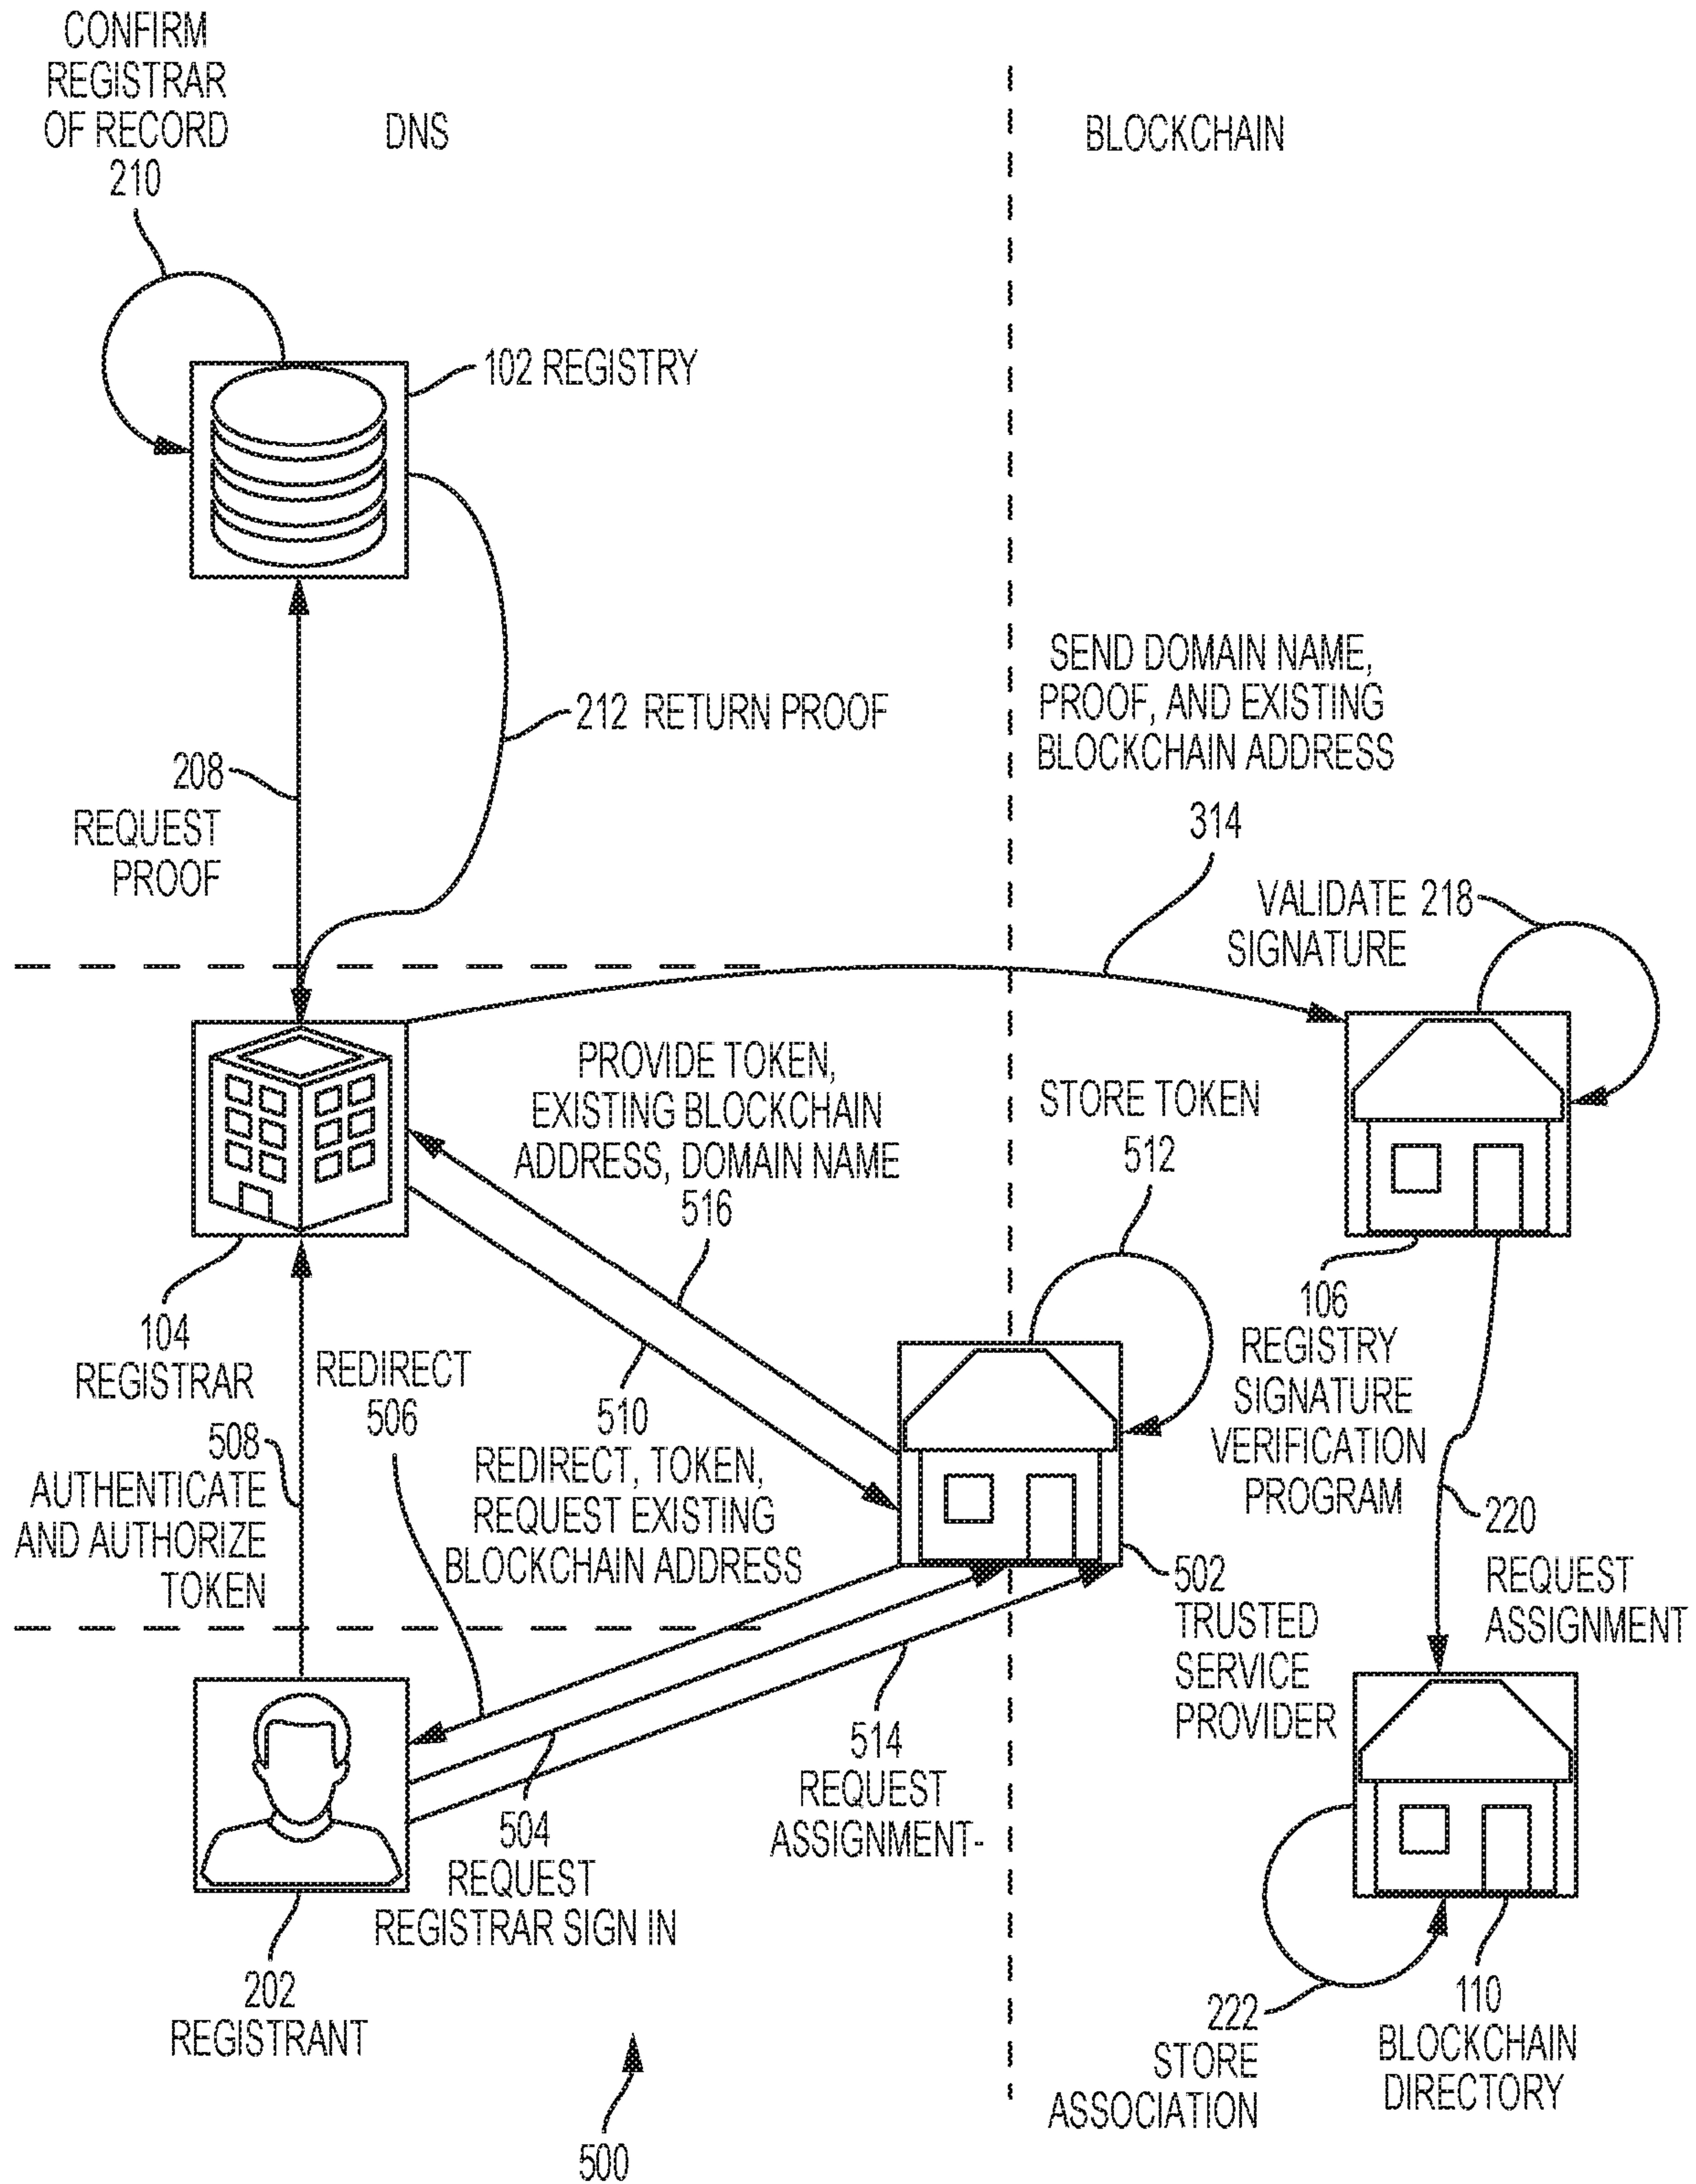 CONFIRM
REGISTRAR
OF RECORD
210
DNS
BLOCKCHAIN
102 REGISTRY
212 RETURN PROOF
208
REQUEST
PROOF
SEND DOMAIN NAME,
PROOF, AND EXISTING
BLOCKCHAIN ADDRESS
314
VALIDATE 218
SIGNATURE
PROVIDE TOKEN,
EXISTING BLOCKCHAIN
ADDRESS, DOMAIN NAME
516
STORE TOKEN
512
104
REGISTRAR
106
REGISTRY
SIGNATURE
VERIFICATION
PROGRAM
REDIRECT
506
510
REDIRECT, TOKEN,
REQUEST EXISTING
BLOCKCHAIN ADDRESS
508
AUTHENTICATE
AND AUTHORIZE
TOKEN
220
REQUEST
ASSIGNMENT
502
TRUSTED
SERVICE
PROVIDER
514
REQUEST
ASSIGNMENT-
504
REQUEST
REGISTRAR SIGN IN
202
REGISTRANT
222
STORE
ASSOCIATION
110
BLOCKCHAIN
DIRECTORY
500